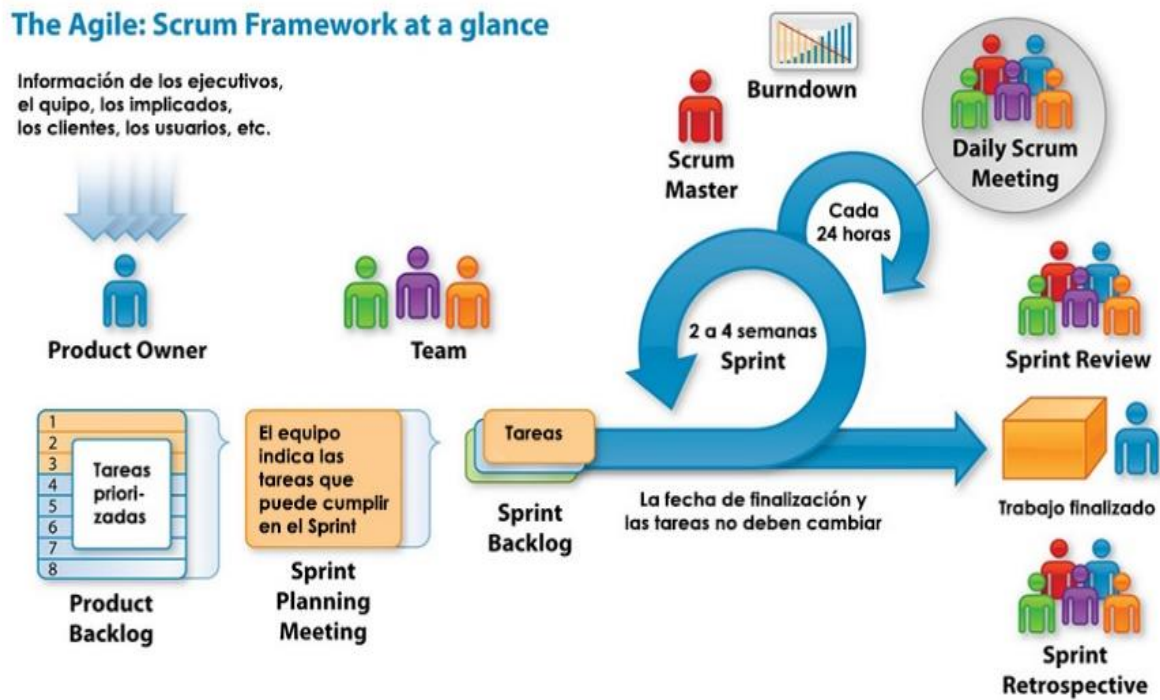 The Agile: Scrum Framework at a glance
Información de los ejecutivos,
el quipo, los implicados,
los clientes, los usuarios, etc.
Product Owner
Team
Scrum
Master
Burndown
Daily Scrum
Meeting
Cada
24 horas
2 a 4 semanas
Sprint
Sprint Review
1
2
3
4
5
6
7
8
Tareas
priori-
zadas
Product
Backlog
El equipo
indica las
tareas que
puede cumplir
en el Sprint
Sprint
Planning
Meeting
Tareas
Sprint
Backlog
La fecha de finalización y
las tareas no deben cambiar
Trabajo finalizado
Sprint
Retrospective